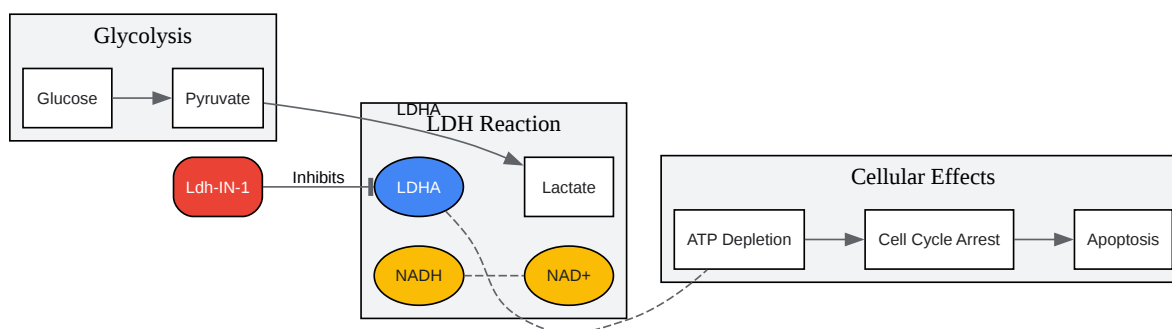 Glycolysis
Glucose
Pyruvate
LDHA
LDH Reaction
Ldh-IN-1
Inhibits
LDHA
Lactate
NADH
NAD+
Cellular Effects
ATP Depletion
Cell Cycle Arrest
Apoptosis